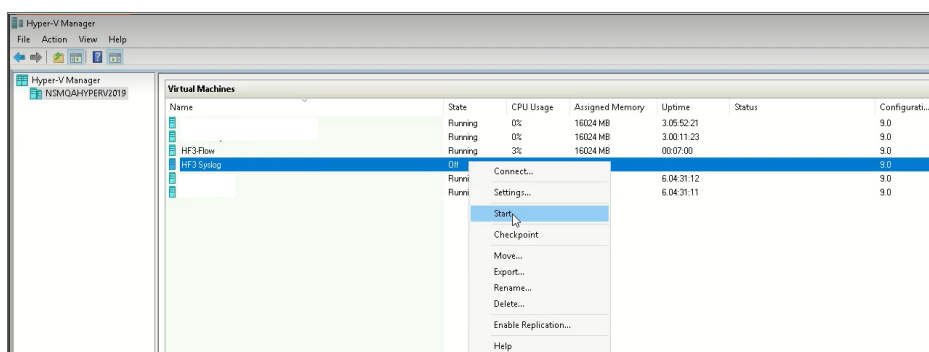 Hyper-V Manager
File Action View Help
Hyper-V Manager
NSMQAHYPERV2019
Virtual Machines
Name State CPU Usage Assigned Memory Uptime Status Configurati...
Running 0% 16024 MB 3.05:52:21 9.0
Running 0% 16024 MB 3.00:11:23 9.0
HF3-Flow Running 3% 16024 MB 00:07:00 9.0
HF3 Syslog Off 9.0
Runni 6.04:31:12 9.0
Runni 6.04:31:11 9.0
Connect...
Settings...
Start
Checkpoint
Move...
Export...
Rename...
Delete...
Enable Replication...
Help